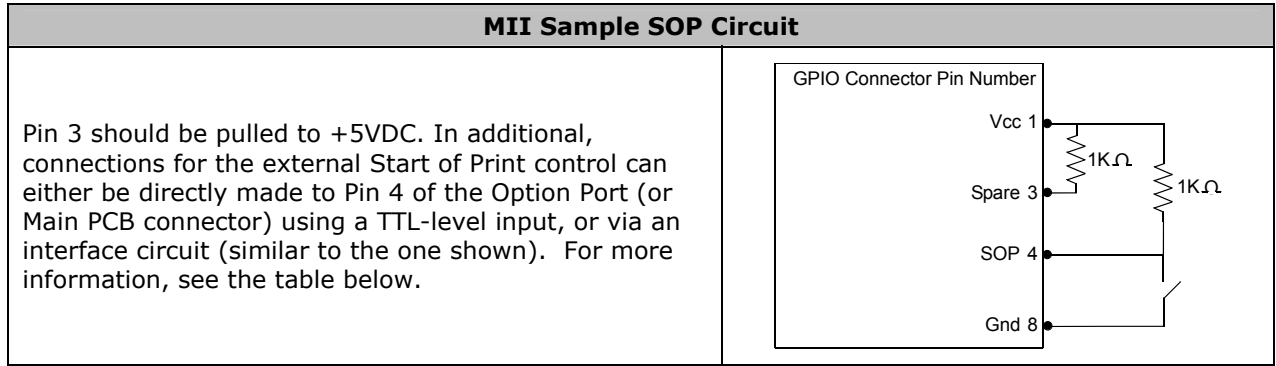 MII Sample SOP Circuit
Pin 3 should be pulled to +5VDC. In additional,
connections for the external Start of Print control can
either be directly made to Pin 4 of the Option Port (or
Main PCB connector) using a TTL-level input, or via an
interface circuit (similar to the one shown).  For more
information, see the table below.
GPIO Connector Pin Number
Vcc 1
1KΩ
Spare 3
1KΩ
SOP 4
Gnd 8